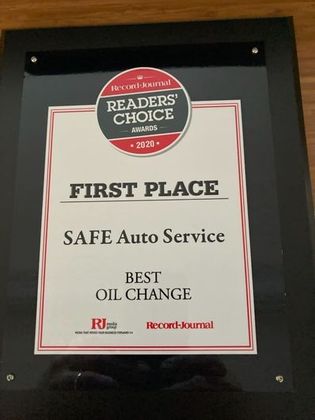 Record-Journal
READERS'
CHOICE
AWARDS
2020
FIRST PLACE
SAFE Auto Service
BEST
OIL CHANGE
RJ media group
Record-Journal